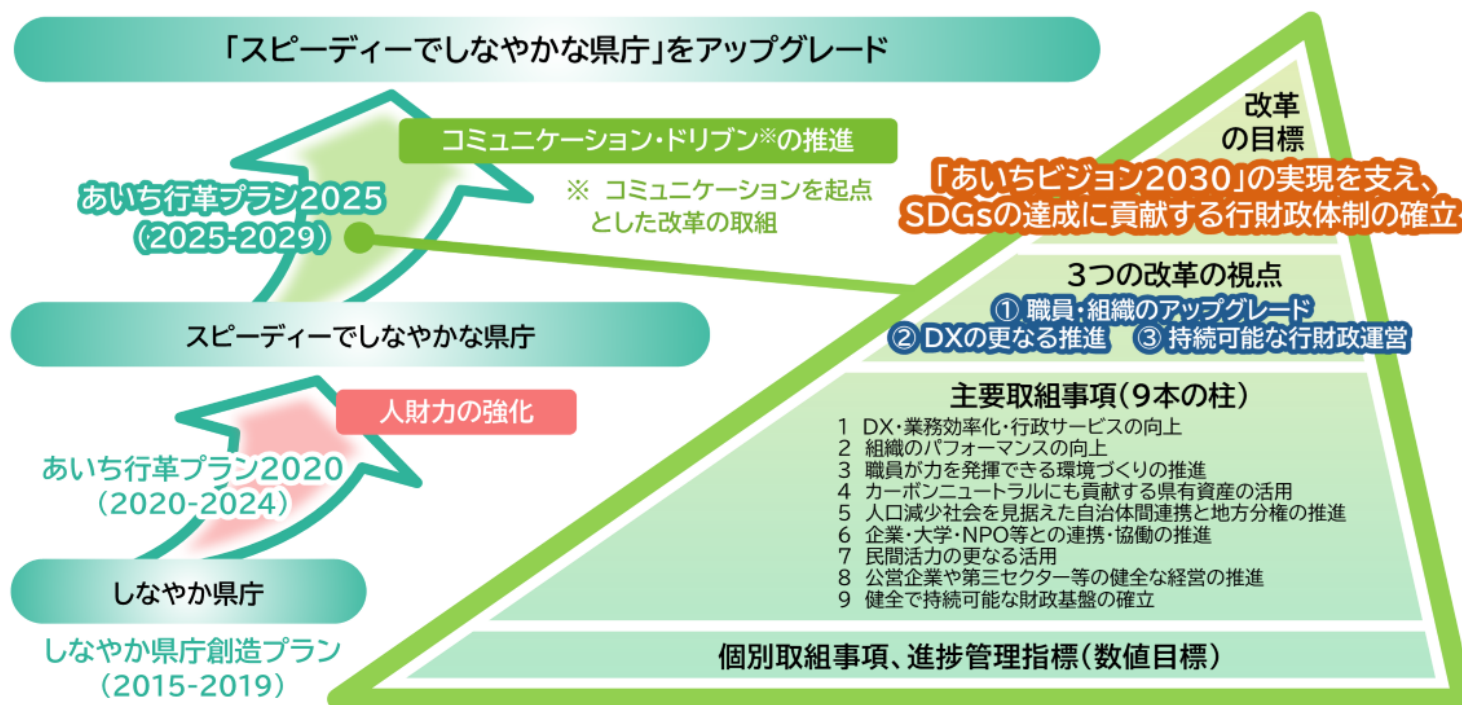 「スピーディーでしなやかな県庁」をアップグレード
コミュニケーション・ドリブン※の推進
※ コミュニケーションを起点
とした改革の取組
あいち行革プラン2025
(2025-2029)
スピーディーでしなやかな県庁
人財力の強化
あいち行革プラン2020
(2020-2024)
しなやか県庁
しなやか県庁創造プラン
(2015-2019)
改革
の目標
「あいちビジョン2030」の実現を支え、
SDGsの達成に貢献する行財政体制の確立
3つの改革の視点
① 職員・組織のアップグレード
② DXの更なる推進 ③ 持続可能な行財政運営
主要取組事項(9本の柱)
1 DX・業務効率化・行政サービスの向上
2 組織のパフォーマンスの向上
3 職員が力を発揮できる環境づくりの推進
4 カーボンニュートラルにも貢献する県有資産の活用
5 人口減少社会を見据えた自治体間連携と地方分権の推進
6 企業・大学・NPO等との連携・協働の推進
7 民間活力の更なる活用
8 公営企業や第三セクター等の健全な経営の推進
9 健全で持続可能な財政基盤の確立
個別取組事項、進捗管理指標(数値目標)